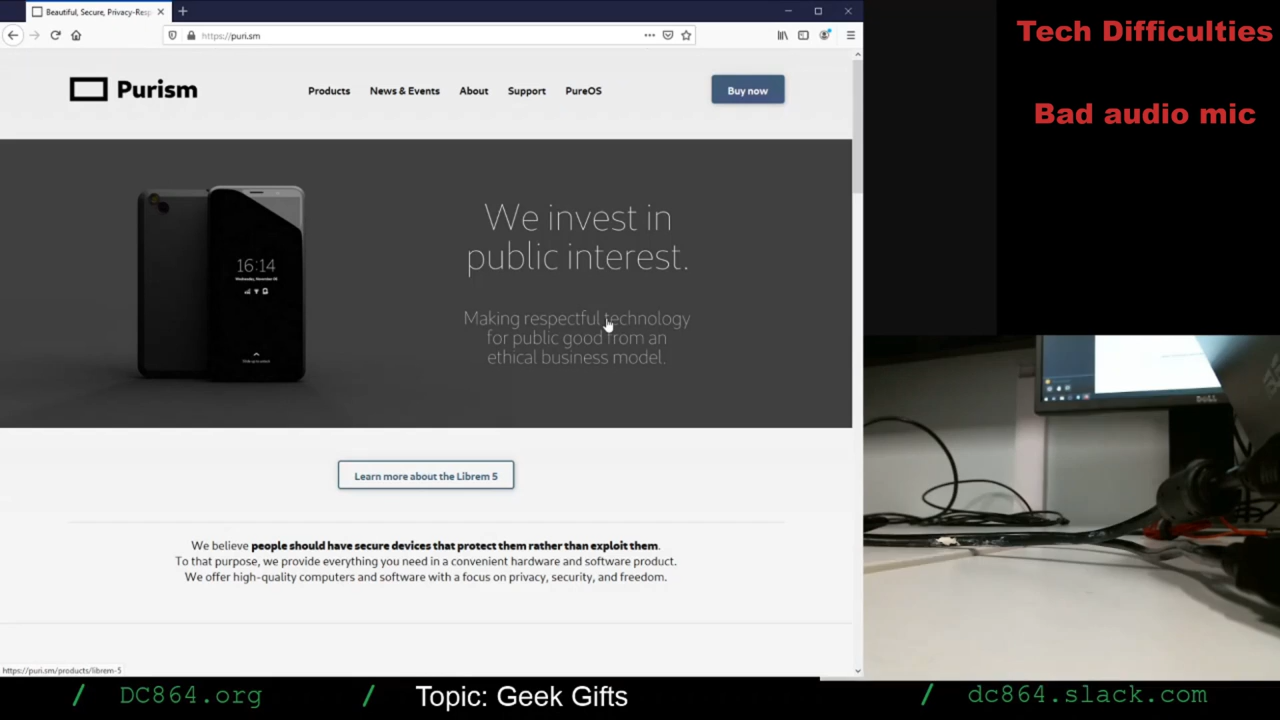 Beautiful, Secure, Privacy-Resp
https://puri.sm
Purism
Products
News & Events
About
Support
PureOS
Buy now
We invest in
public interest.
Making respectful technology
for public good from an
ethical business model.
16:14
Wednesday, November 08
Learn more about the Librem 5
We believe people should have secure devices that protect them rather than exploit them.
To that purpose, we provide everything you need in a convenient hardware and software product.
We offer high-quality computers and software with a focus on privacy, security, and freedom.
https://puri.sm/products/librem-5
Tech Difficulties
Bad audio mic
DELL
/ DC864.org
/ Topic: Geek Gifts
/ dc864.slack.com